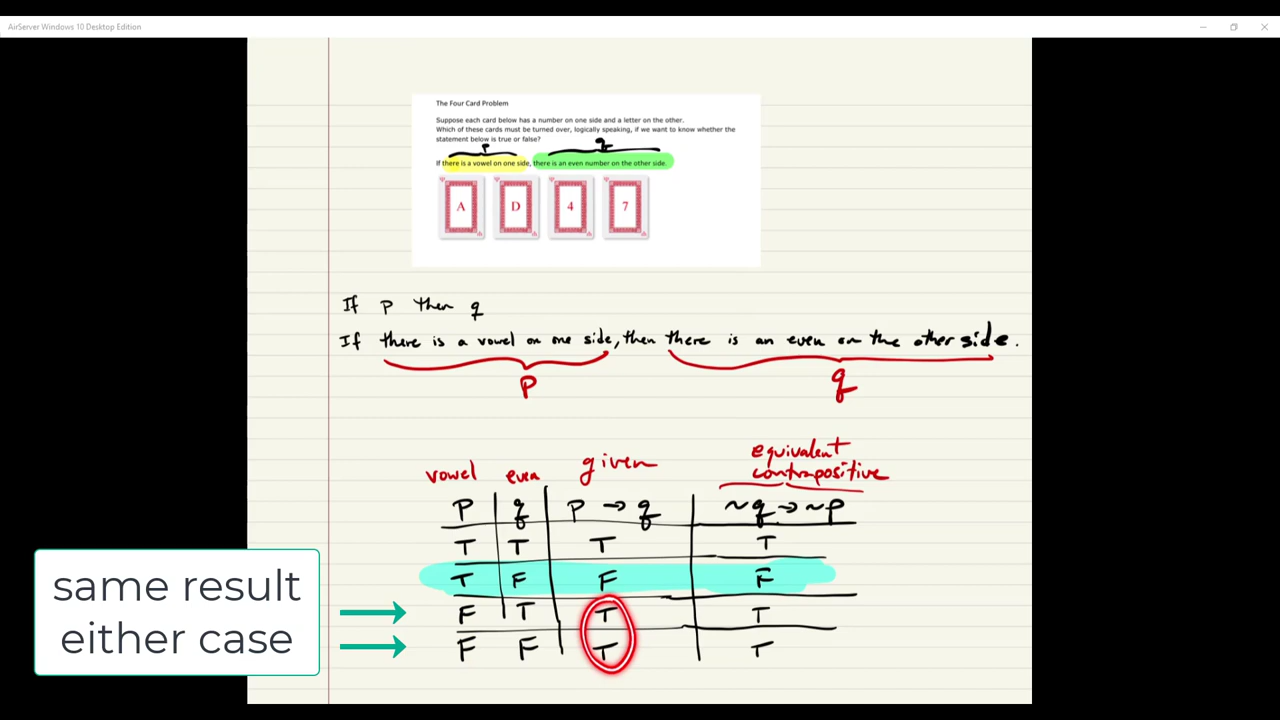 AirServer Windows 10 Desktop Edition
The Four Card Problem
Suppose each card below has a number on one side and a letter on the other.
Which of these cards must be turned over, logically speaking, if we want to know whether the
statement below is true or false?
P q
If there is a vowel on one side, there is an even number on the other side.
A D 4 7
If p then q
If there is a vowel on one side, then there is an even on the other side.
p q
vowel even given equivalent contrapositive
P q P → q ~q → ~p
T T T T
T F F F
F T T T
F F T T
same result
either case